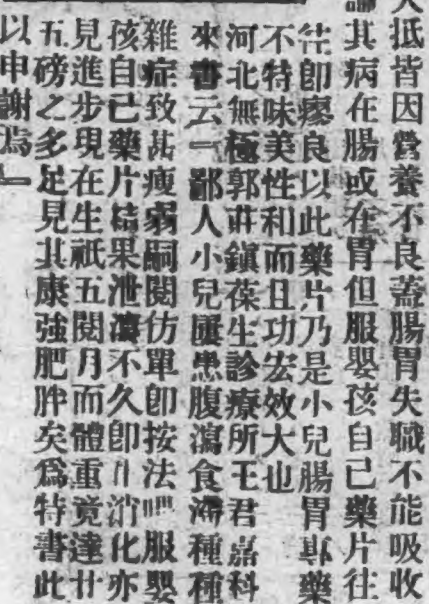 大抵皆因營養不良蓋腸胃失職不能吸收
其病在腸或在胃但服嬰孩自己藥片往
往卽瘳良以此藥片乃是小兒腸胃專藥
不特味美性和而且功宏效大也
河北無極郭莊鎭葆生診療所王君嘉科
來書云「鄙人小兒屢患腹瀉食滯種種
雜症致甚瘦弱嗣閱仿單卽按法 服嬰
孩自己藥片結果泄瀉不久卽止消化亦
見進步現在生祇五閱月而體重竟達廿
五磅之多足見其康強肥胖矣爲特書此
以申謝焉」